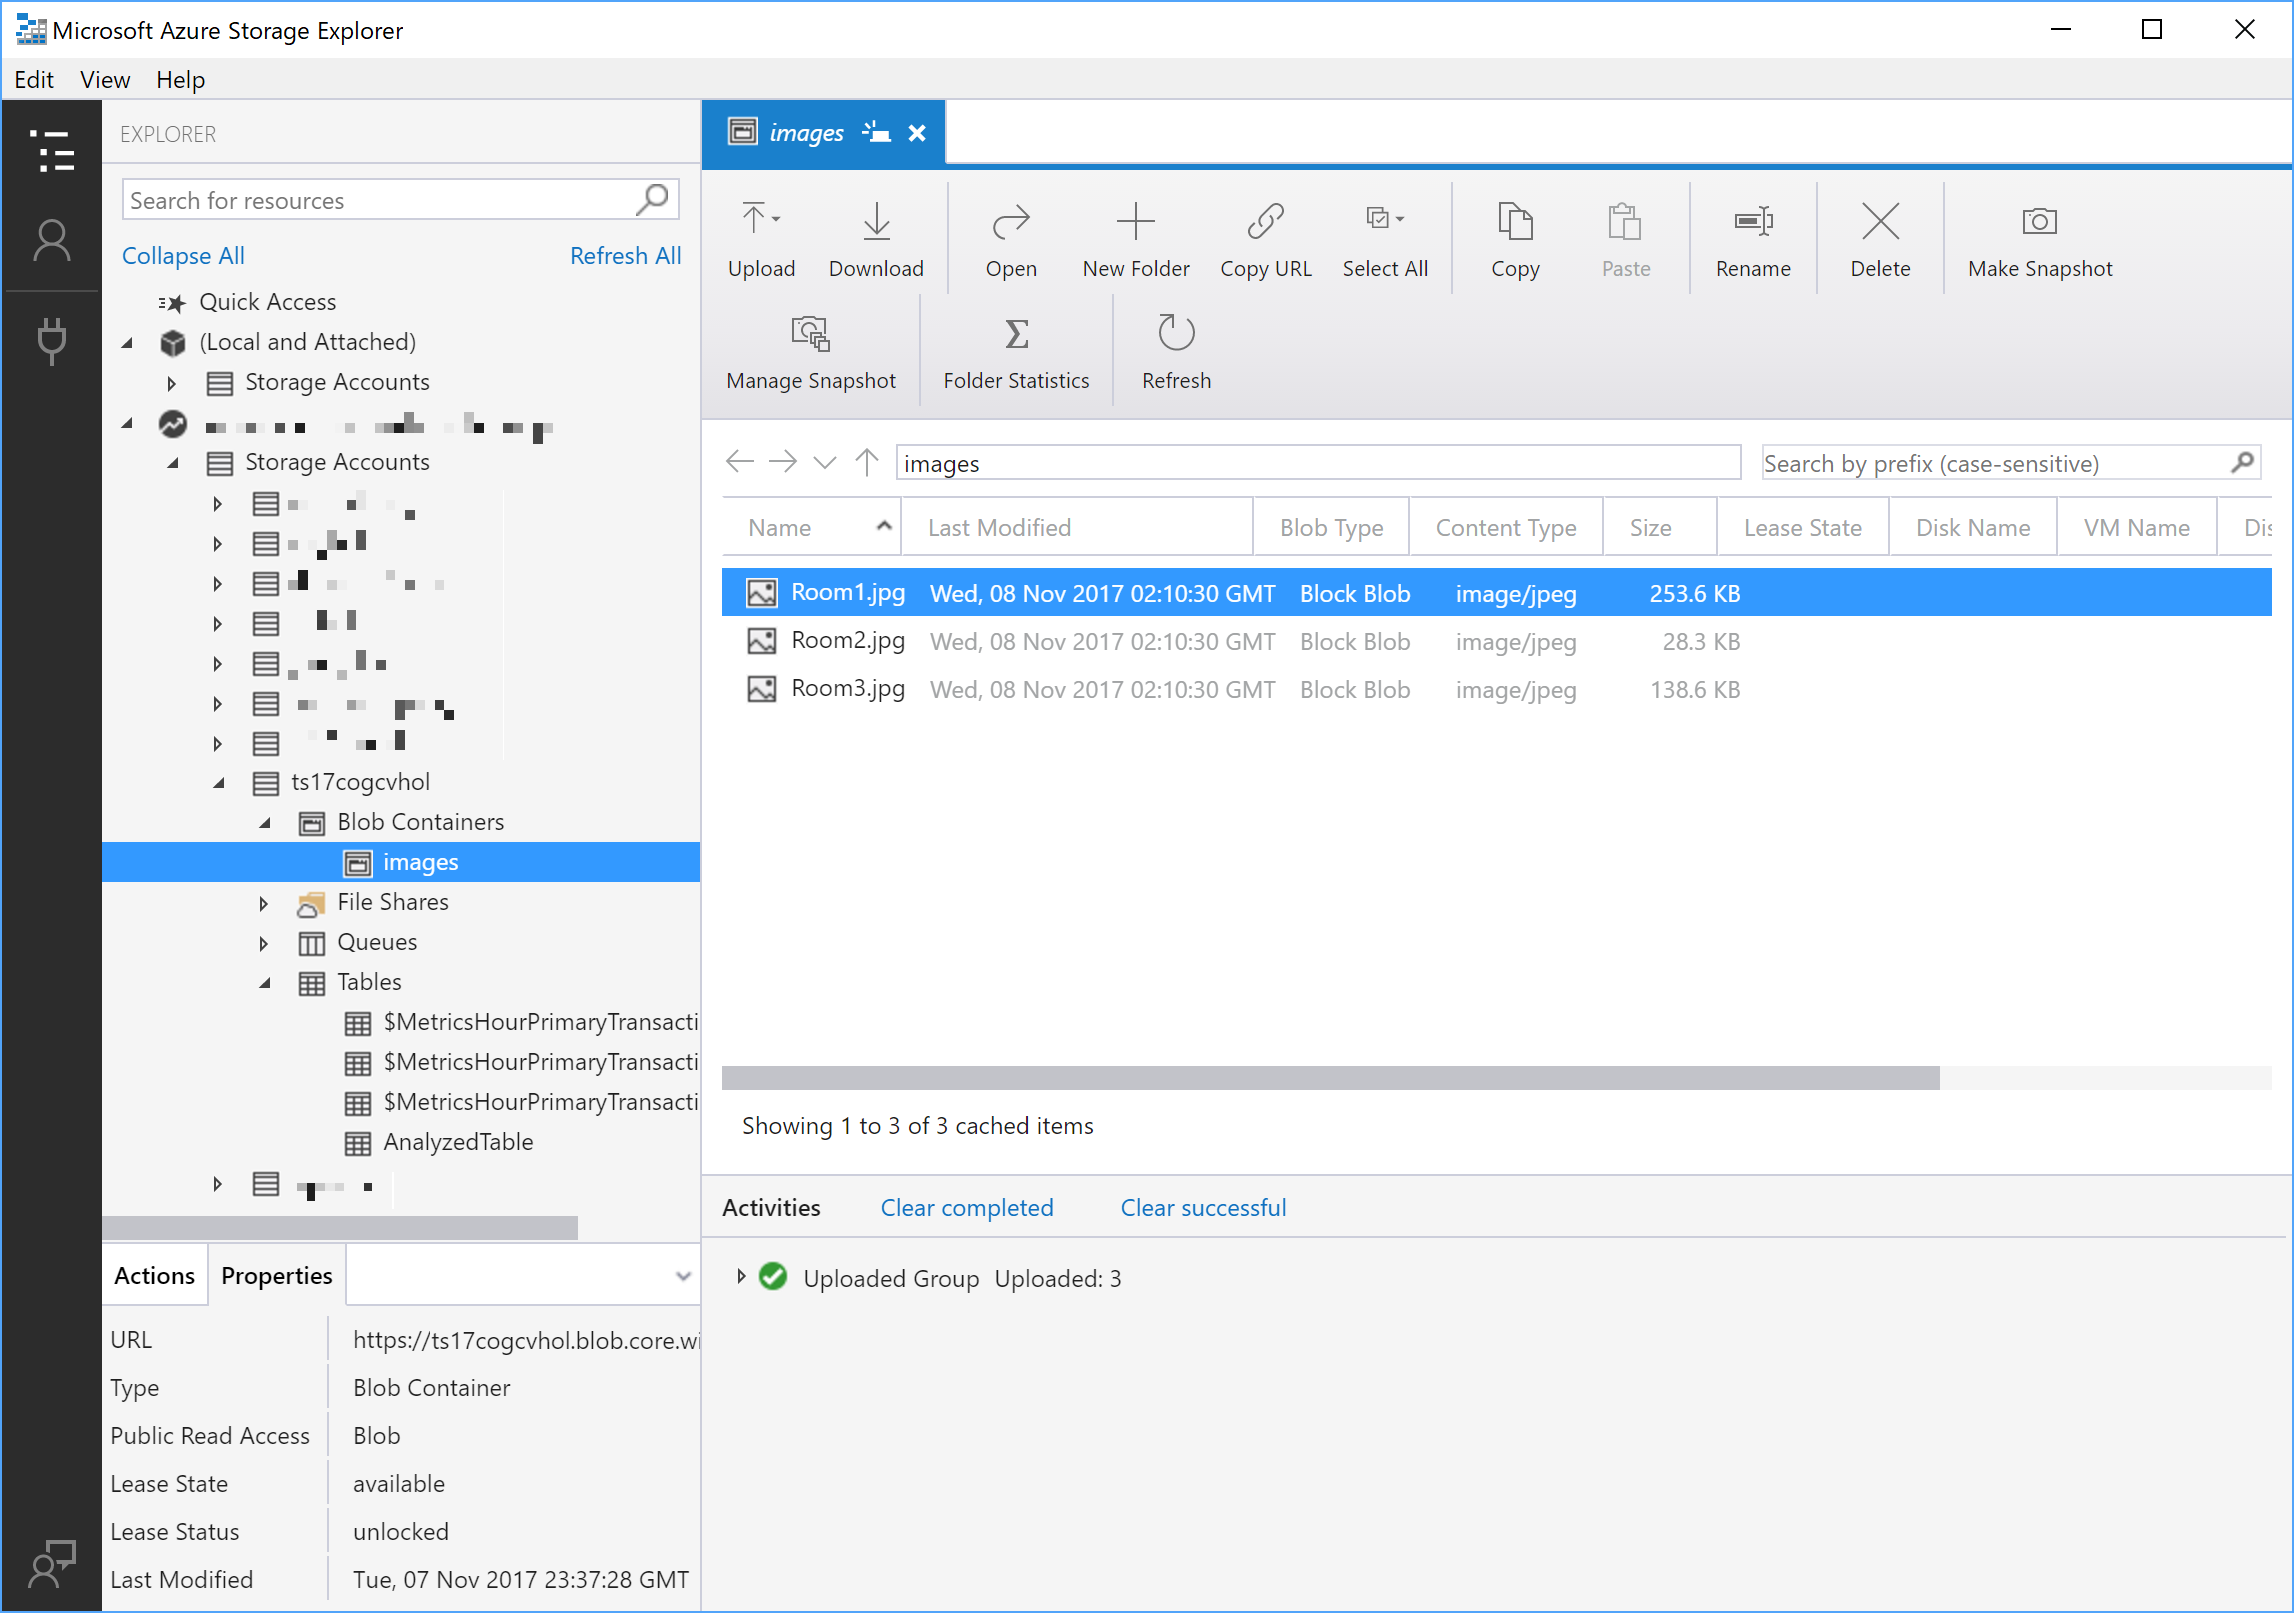 Microsoft Azure Storage Explorer
Edit View Help
EXPLORER
Search for resources
Collapse All Refresh All
Quick Access
(Local and Attached)
Storage Accounts
Storage Accounts
ts17cogcvhol
Blob Containers
images
File Shares
Queues
Tables
$MetricsHourPrimaryTransacti
$MetricsHourPrimaryTransacti
$MetricsHourPrimaryTransacti
AnalyzedTable
Actions Properties
URL https://ts17cogcvhol.blob.core.wi
Type Blob Container
Public Read Access Blob
Lease State available
Lease Status unlocked
Last Modified Tue, 07 Nov 2017 23:37:28 GMT
images
Upload Download Open New Folder Copy URL Select All Copy Paste Rename Delete Make Snapshot
Manage Snapshot Folder Statistics Refresh
images Search by prefix (case-sensitive)
Name Last Modified Blob Type Content Type Size Lease State Disk Name VM Name Dis
Room1.jpg Wed, 08 Nov 2017 02:10:30 GMT Block Blob image/jpeg 253.6 KB
Room2.jpg Wed, 08 Nov 2017 02:10:30 GMT Block Blob image/jpeg 28.3 KB
Room3.jpg Wed, 08 Nov 2017 02:10:30 GMT Block Blob image/jpeg 138.6 KB
Showing 1 to 3 of 3 cached items
Activities Clear completed Clear successful
Uploaded Group Uploaded: 3